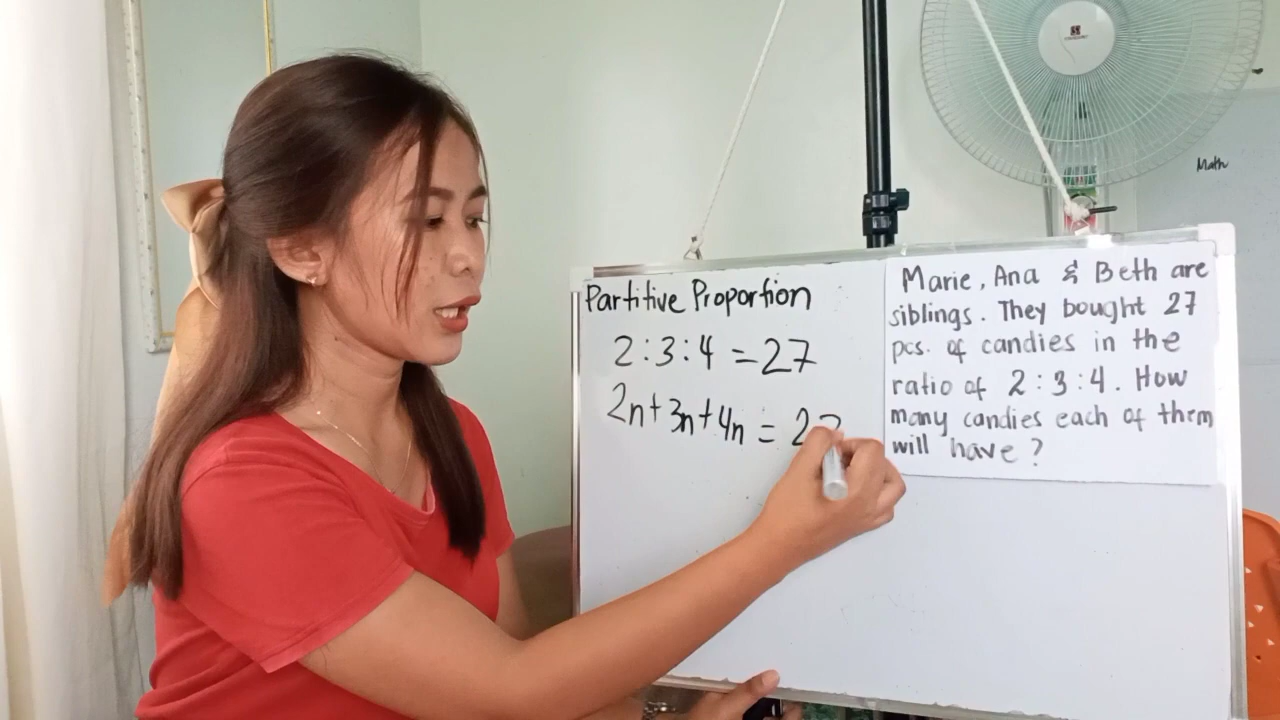 Math
Partitive Proportion
2:3:4 =27
2n+3n+4n = 27
Marie, Ana & Beth are
siblings. They bought 27
pcs. of candies in the
ratio of 2:3:4. How
many candies each of them
will have?